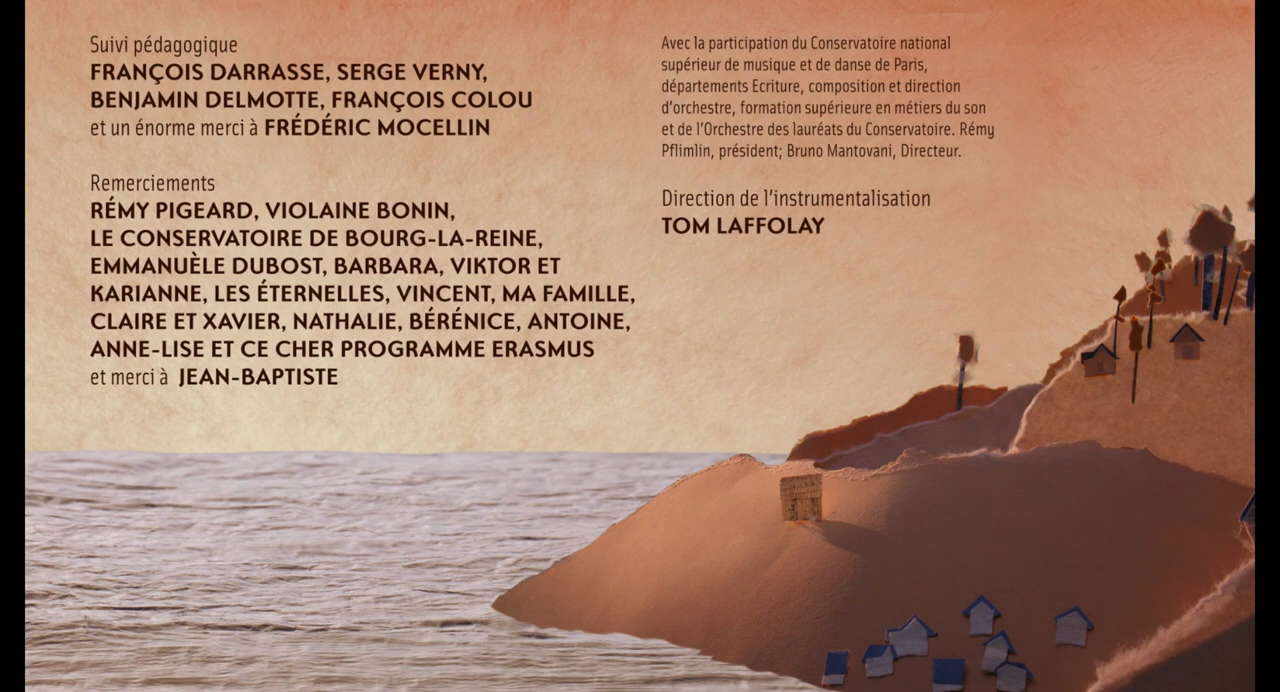 Suivi pédagogique
FRANÇOIS DARRASSE, SERGE VERNY,
BENJAMIN DELMOTTE, FRANÇOIS COLOU
et un énorme merci à FRÉDÉRIC MOCELLIN
Remerciements
RÉMY PIGEARD, VIOLAINE BONIN,
LE CONSERVATOIRE DE BOURG-LA-REINE,
EMMANUÈLE DUBOST, BARBARA, VIKTOR ET
KARIANNE, LES ÉTERNELLES, VINCENT, MA FAMILLE,
CLAIRE ET XAVIER, NATHALIE, BÉRÉNICE, ANTOINE,
ANNE-LISE ET CE CHER PROGRAMME ERASMUS
et merci à JEAN-BAPTISTE
Avec la participation du Conservatoire national
supérieur de musique et de danse de Paris,
départements Ecriture, composition et direction
d'orchestre, formation supérieure en métiers du son
et de l'Orchestre des lauréats du Conservatoire. Rémy
Pflimlin, président; Bruno Mantovani, Directeur.
Direction de l'instrumentalisation
TOM LAFFOLAY